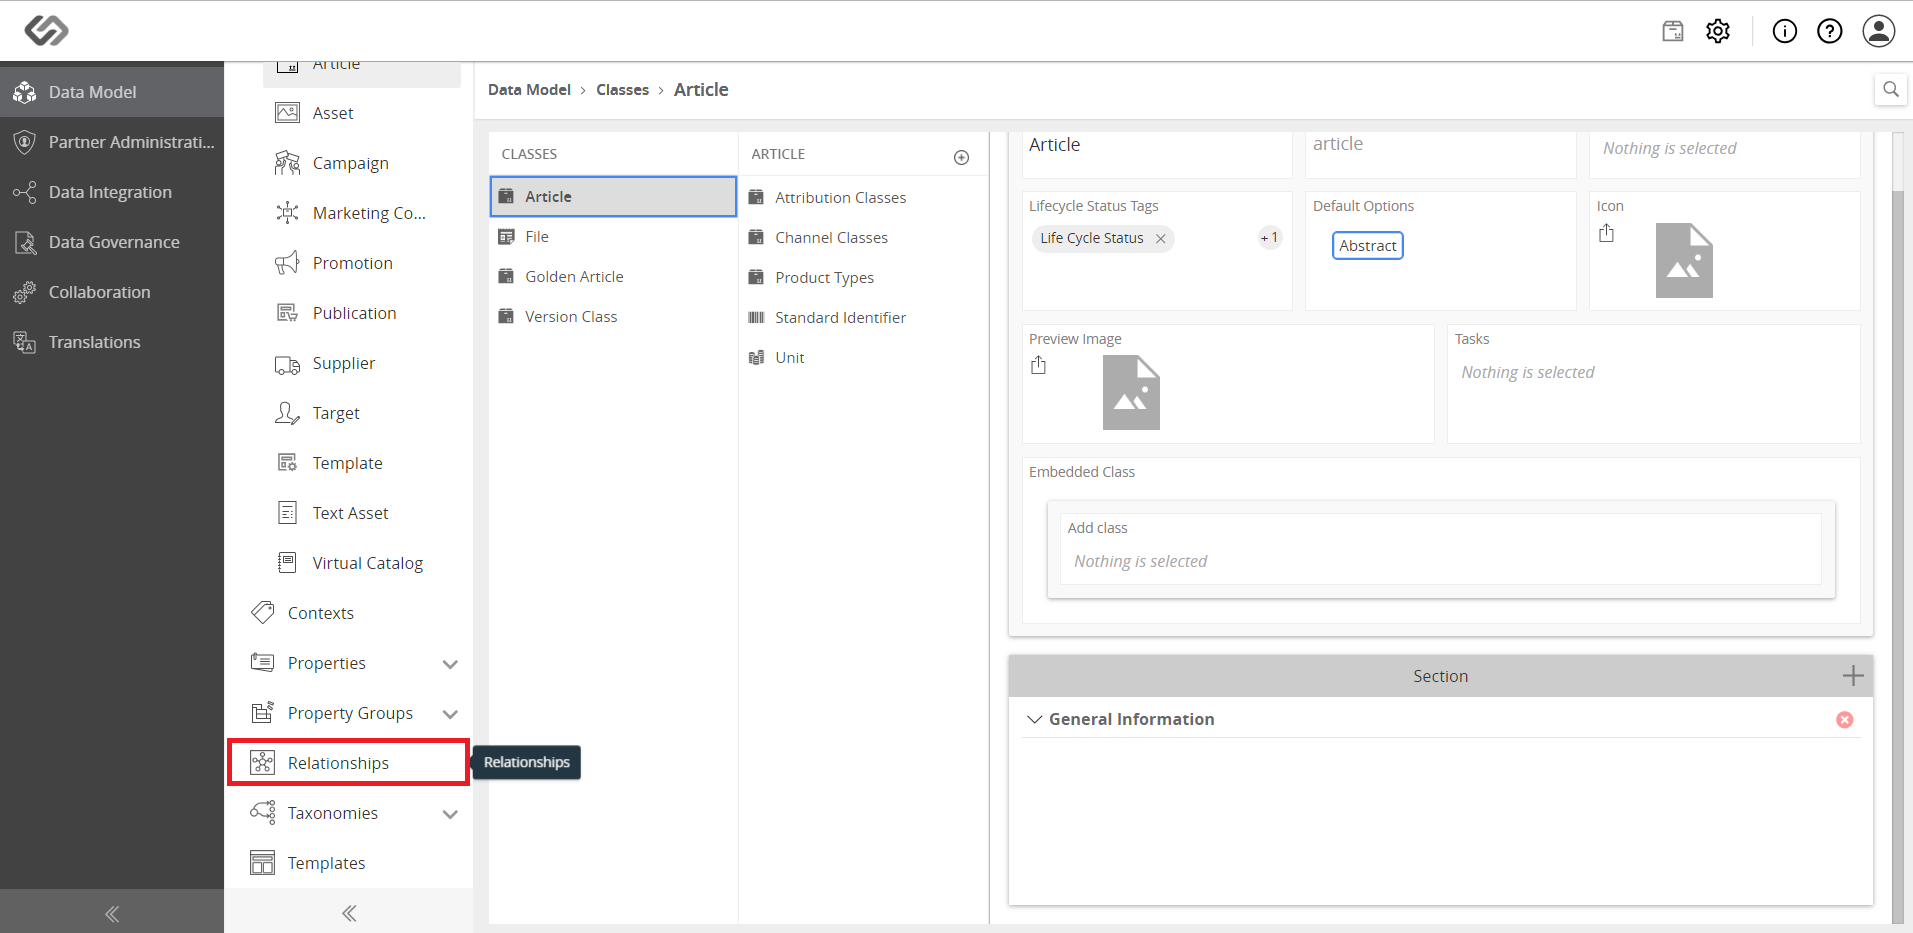 Data Model
Partner Administrati...
Data Integration
Data Governance
Collaboration
Translations
Article
Asset
Campaign
Marketing Co...
Promotion
Publication
Supplier
Target
Template
Text Asset
Virtual Catalog
Contexts
Properties
Property Groups
Relationships
Relationships
Taxonomies
Templates
Data Model > Classes > Article
CLASSES
Article
File
Golden Article
Version Class
ARTICLE
Attribution Classes
Channel Classes
Product Types
Standard Identifier
Unit
Article
article
Nothing is selected
Lifecycle Status Tags
Life Cycle Status
+1
Default Options
Abstract
Icon
Preview Image
Tasks
Nothing is selected
Embedded Class
Add class
Nothing is selected
Section
General Information